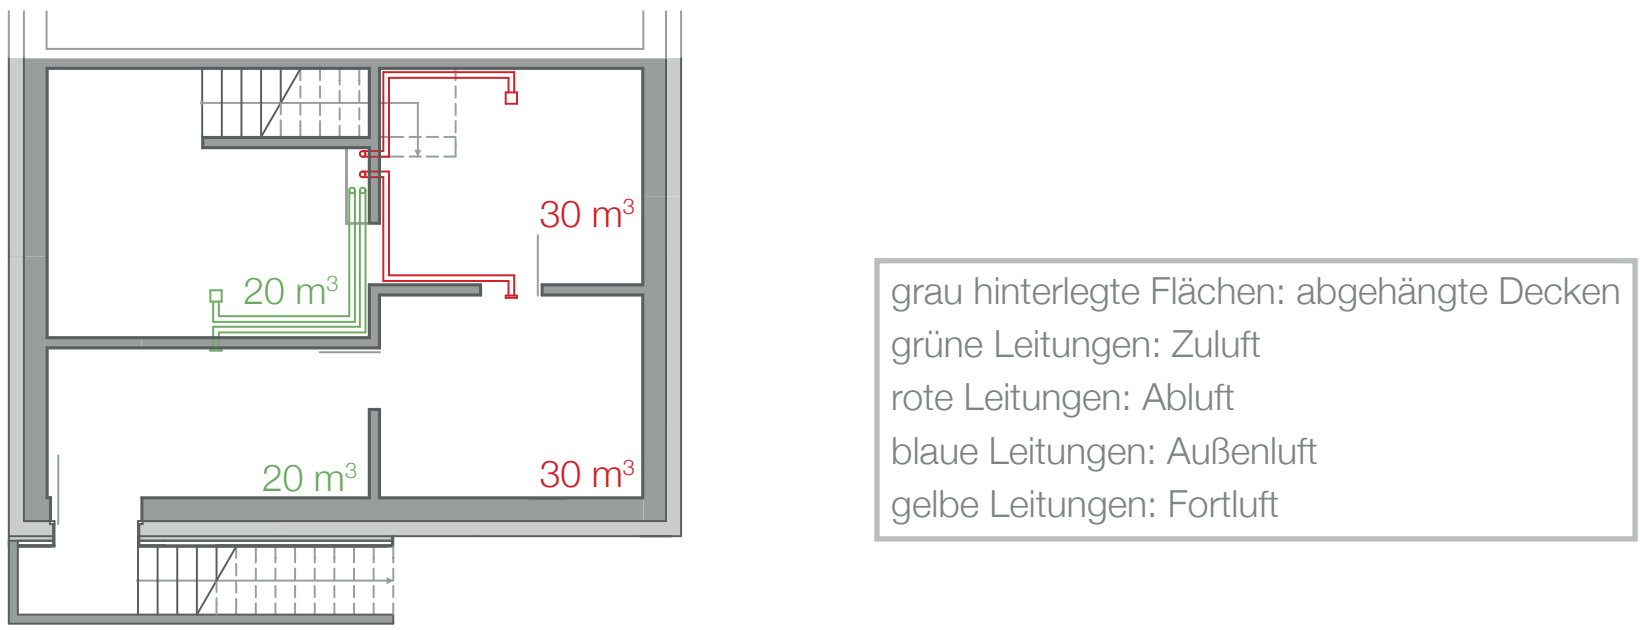 30 m³
20 m³
20 m³
30 m³
grau hinterlegte Flächen: abgehängte Decken
grüne Leitungen: Zuluft
rote Leitungen: Abluft
blaue Leitungen: Außenluft
gelbe Leitungen: Fortluft